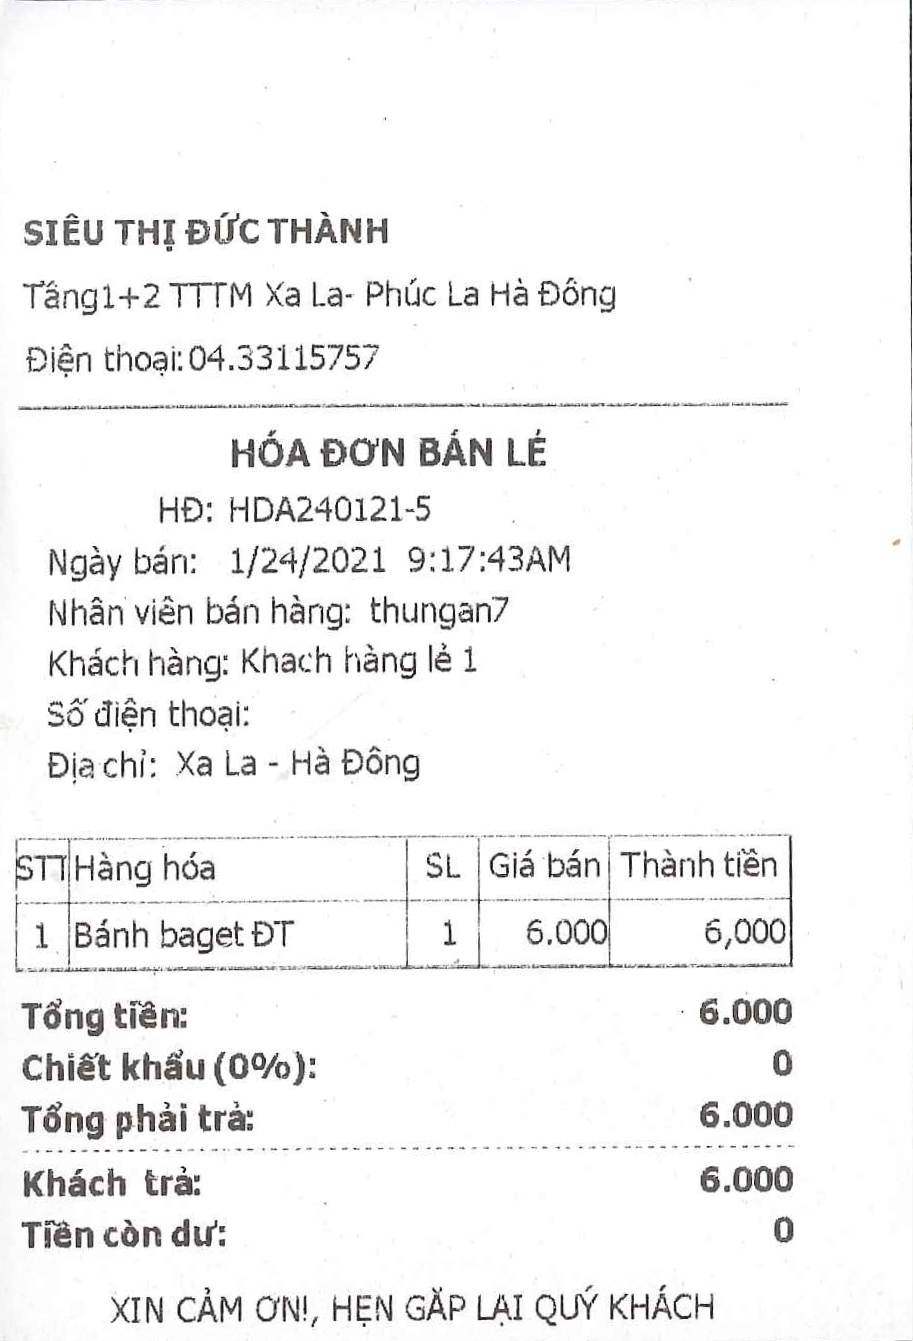 SIÊU THỊ ĐỨC THÀNH
Tầng1+2 TTTM Xa La- Phúc La Hà Đông
Điện thoại: 04.33115757
HÓA ĐƠN BÁN LẺ
HĐ: HDA240121-5
Ngày bán: 1/24/2021 9:17:43AM
Nhân viên bán hàng: thungan7
Khách hàng: Khach hàng lẻ 1
Số điện thoại:
Địa chỉ: Xa La - Hà Đông
STT Hàng hóa SL Giá bán Thành tiền
1 Bánh baget ĐT 1 6.000 6,000
Tổng tiền: 6.000
Chiết khấu (0%): 0
Tổng phải trả: 6.000
Khách trả: 6.000
Tiền còn dư: 0
XIN CẢM ƠN!, HẸN GẶP LẠI QUÝ KHÁCH